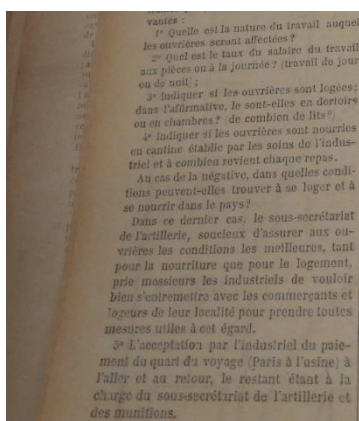 vantes :
1° Quelle est la nature du travail auquel
les ouvrières seront affectées ?
2° Quel est le taux du salaire du travail
aux pièces ou à la journée ? (travail de jour
ou de nuit) ;
3° Indiquer si les ouvrières sont logées ;
dans l'affirmative, le sont-elles en dortoirs
ou en chambres ? (de combien de lits ?)
4° Indiquer si les ouvrières sont nourries
en cantine établie par les soins de l'indus-
triel et à combien revient chaque repas.
Au cas de la négative, dans quelles condi-
tions peuvent-elles trouver à se loger et à
se nourrir dans le pays ?
Dans ce dernier cas, le sous-secrétariat
de l'artillerie, soucieux d'assurer aux ou-
vrières les conditions les meilleures, tant
pour la nourriture que pour le logement,
prie messieurs les industriels de vouloir
bien s'entremettre avec les commerçants et
logeurs de leur localité pour prendre toutes
mesures utiles à cet égard.
5° L'acceptation par l'industriel du paie-
ment du quart du voyage (Paris à l'usine) à
l'aller et au retour, le restant étant à la
charge du sous-secrétariat de l'artillerie et
des munitions.